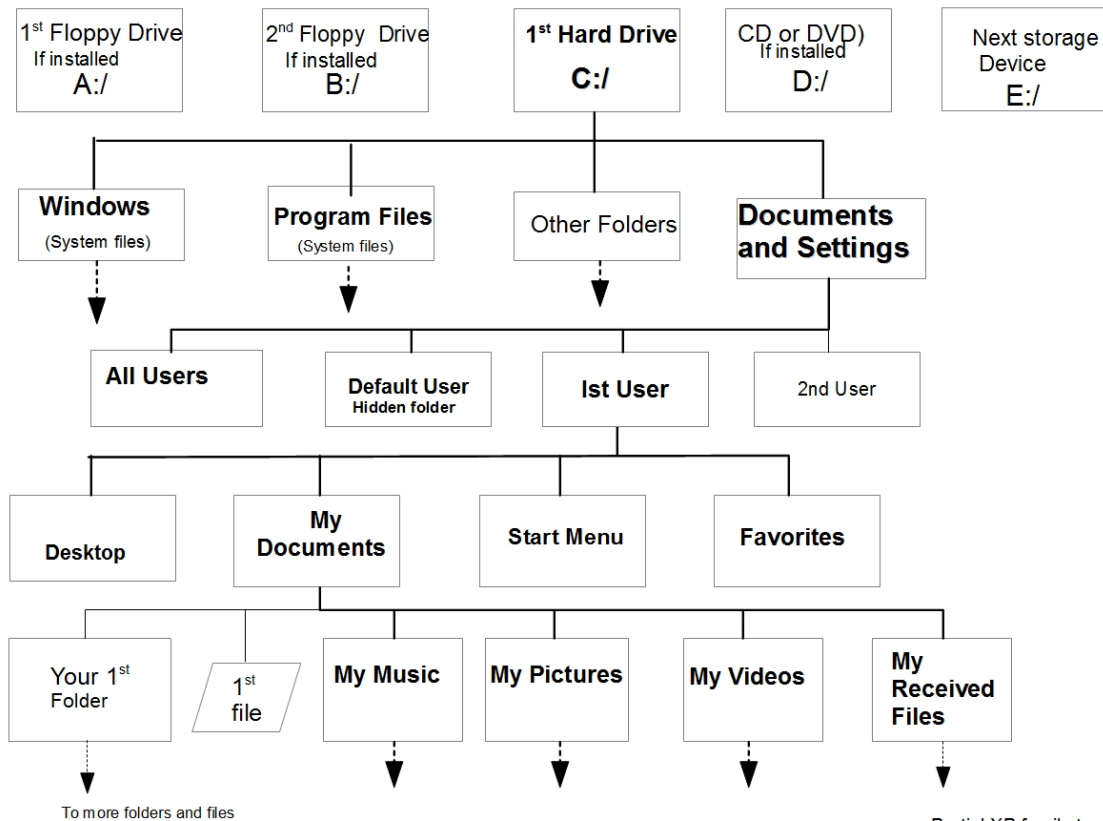 1st Floppy Drive
If installed
A:/
2nd Floppy Drive
If installed
B:/
1st Hard Drive
C:/
CD or DVD)
If installed
D:/
Next storage
Device
E:/
Windows
(System files)
Program Files
(System files)
Other Folders
Documents
and Settings
All Users
Default User
Hidden folder
Ist User
2nd User
Desktop
My
Documents
Start Menu
Favorites
Your 1st
Folder
1st
file
My Music
My Pictures
My Videos
My
Received
Files
To more folders and files